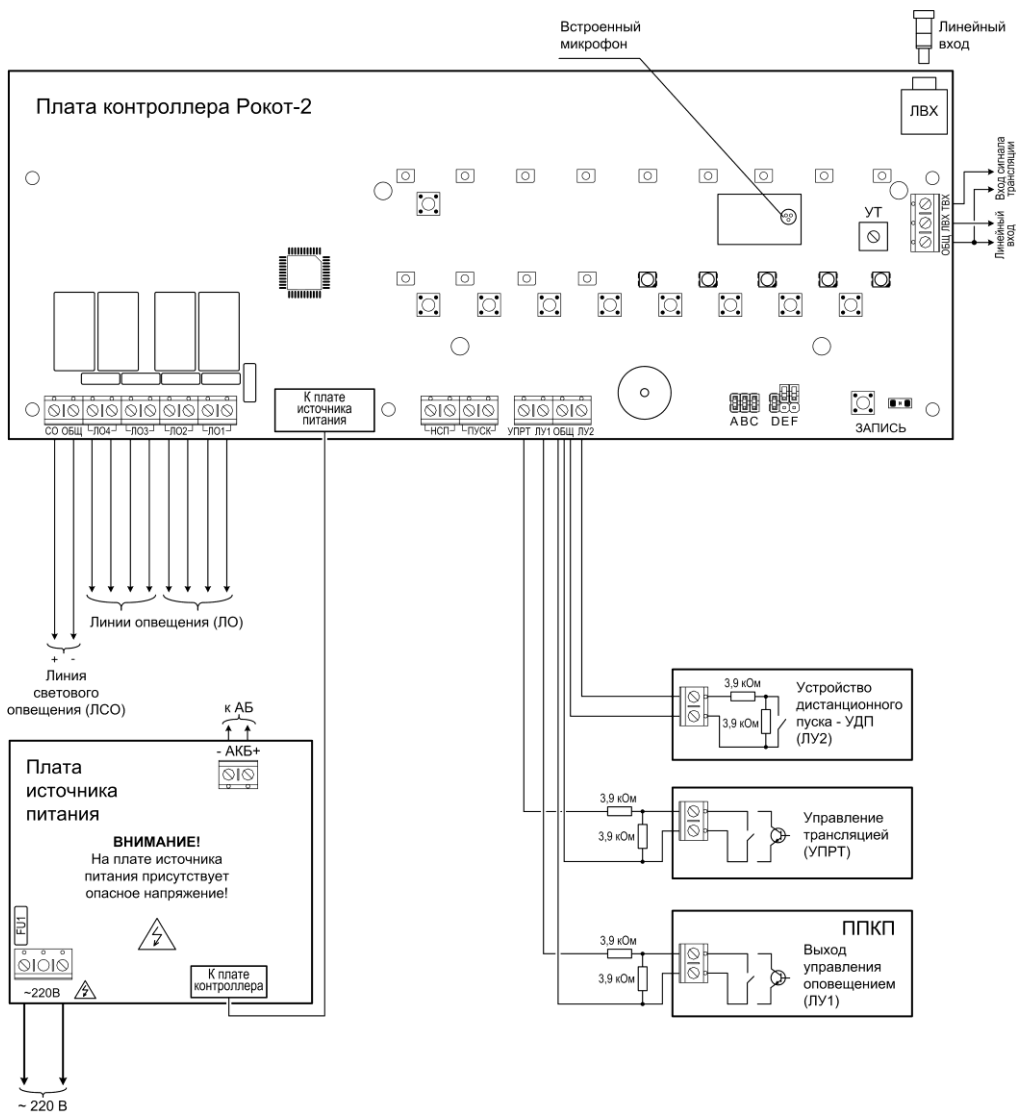 Встроенный
микрофон
Линейный
вход
Плата контроллера Рокот-2
ЛВХ
УТ
ОБЩ ЛВХ ТВХ
Вход сигнала
трансляции
Линейный
вход
К плате
источника
питания
СО ОБЩ ЛО4 ЛО3 ЛО2 ЛО1
НСП ПУСК
УПРТ ЛУ1 ОБЩ ЛУ2
ABC DEF
ЗАПИСЬ
Линии опвещения (ЛО)
+ -
Линия
светового
опвещения (ЛСО)
к АБ
- АКБ+
Плата
источника
питания
ВНИМАНИЕ!
На плате источника
питания присутствует
опасное напряжение!
FU1
~220В
К плате
контроллера
~ 220 В
3,9 кОм
3,9 кОм
Устройство
дистанционного
пуска - УДП
(ЛУ2)
3,9 кОм
3,9 кОм
Управление
трансляцией
(УПРТ)
3,9 кОм
3,9 кОм
ППКП
Выход
управления
оповещением
(ЛУ1)